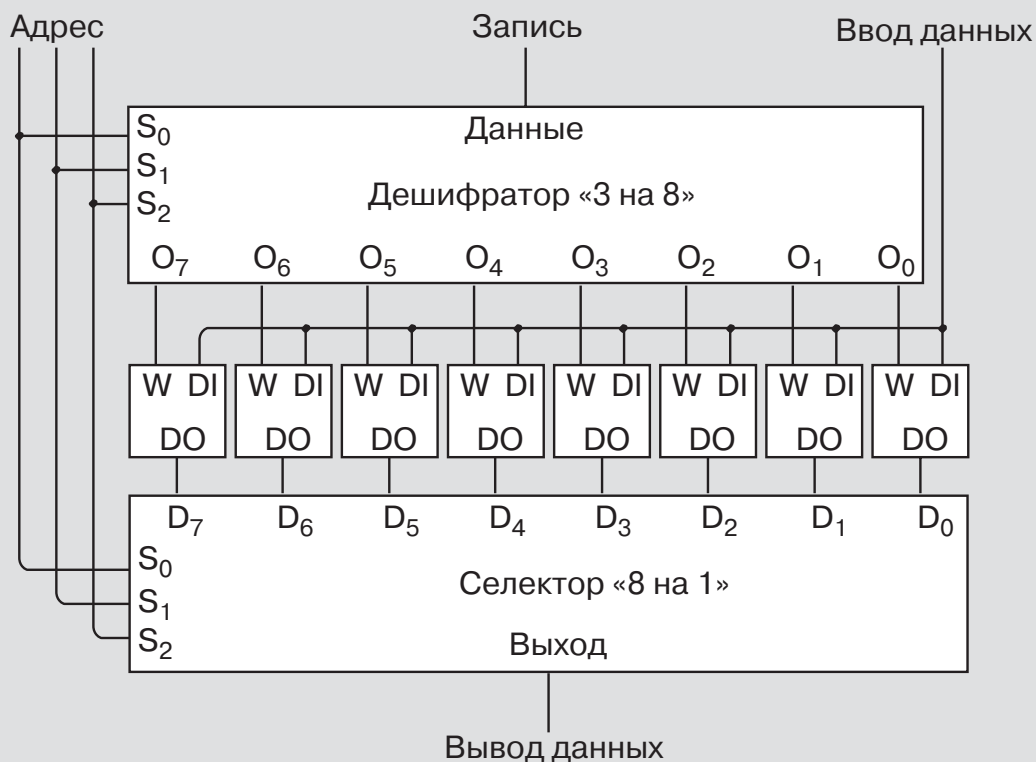 Адрес Запись Ввод данных
S₀ Данные
S₁
Дешифратор «3 на 8»
S₂
O₇ O₆ O₅ O₄ O₃ O₂ O₁ O₀
W DI W DI W DI W DI W DI W DI W DI W DI
DO DO DO DO DO DO DO DO
D₇ D₆ D₅ D₄ D₃ D₂ D₁ D₀
S₀
Селектор «8 на 1»
S₁
S₂ Выход
Вывод данных